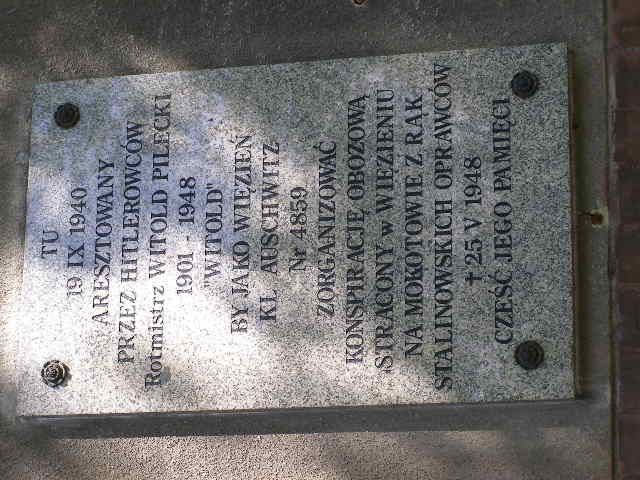 TU
19 IX 1940
ARESZTOWANY
PRZEZ HITLEROWCÓW
Rotmistrz WITOLD PILECKI
1901 - 1948
"WITOLD"
BY JAKO WIĘZIEŃ
KL AUSCHWITZ
Nr 4859
ZORGANIZOWAĆ
KONSPIRACJĘ OBOZOWĄ
STRACONY W WIĘZIENIU
NA MOKOTOWIE Z RĄK
STALINOWSKICH OPRAWCÓW
† 25 V 1948
CZEŚĆ JEGO PAMIĘCI